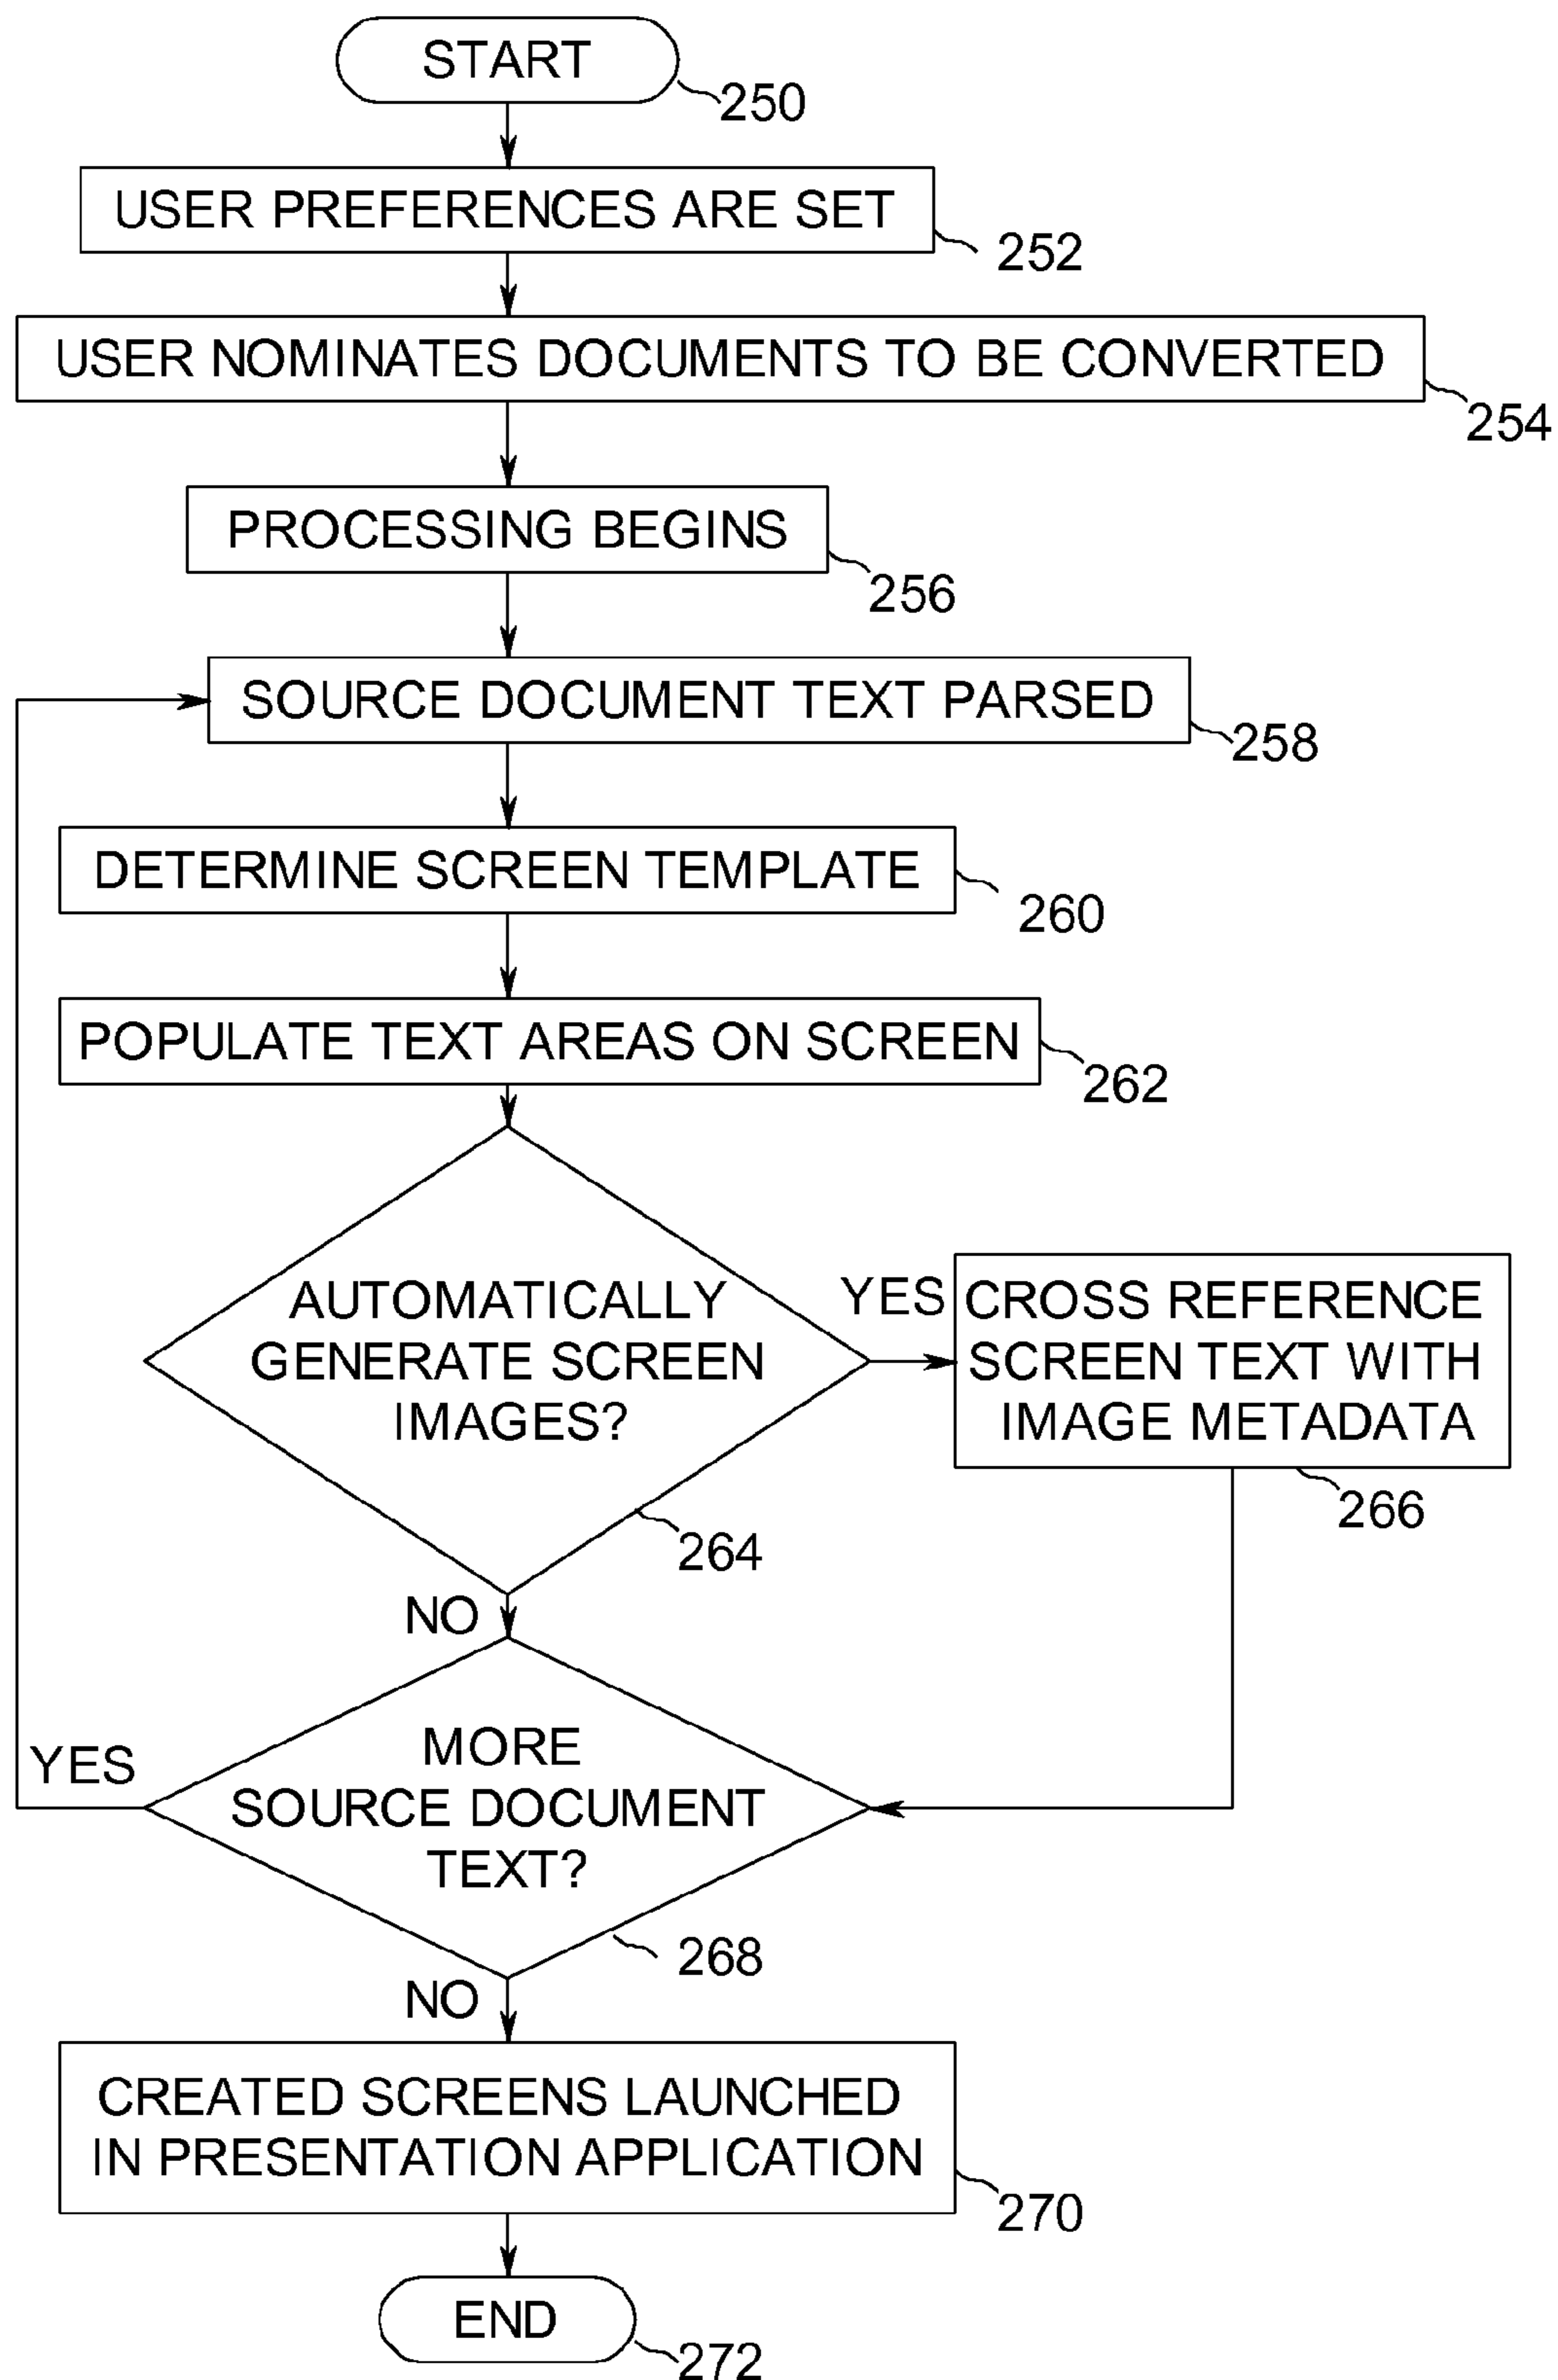 START
250
USER PREFERENCES ARE SET
252
USER NOMINATES DOCUMENTS TO BE CONVERTED
254
PROCESSING BEGINS
256
SOURCE DOCUMENT TEXT PARSED
258
DETERMINE SCREEN TEMPLATE
260
POPULATE TEXT AREAS ON SCREEN
262
AUTOMATICALLY
GENERATE SCREEN
IMAGES?
264
YES
CROSS REFERENCE
SCREEN TEXT WITH
IMAGE METADATA
266
NO
MORE
SOURCE DOCUMENT
TEXT?
268
YES
NO
CREATED SCREENS LAUNCHED
IN PRESENTATION APPLICATION
270
END
272